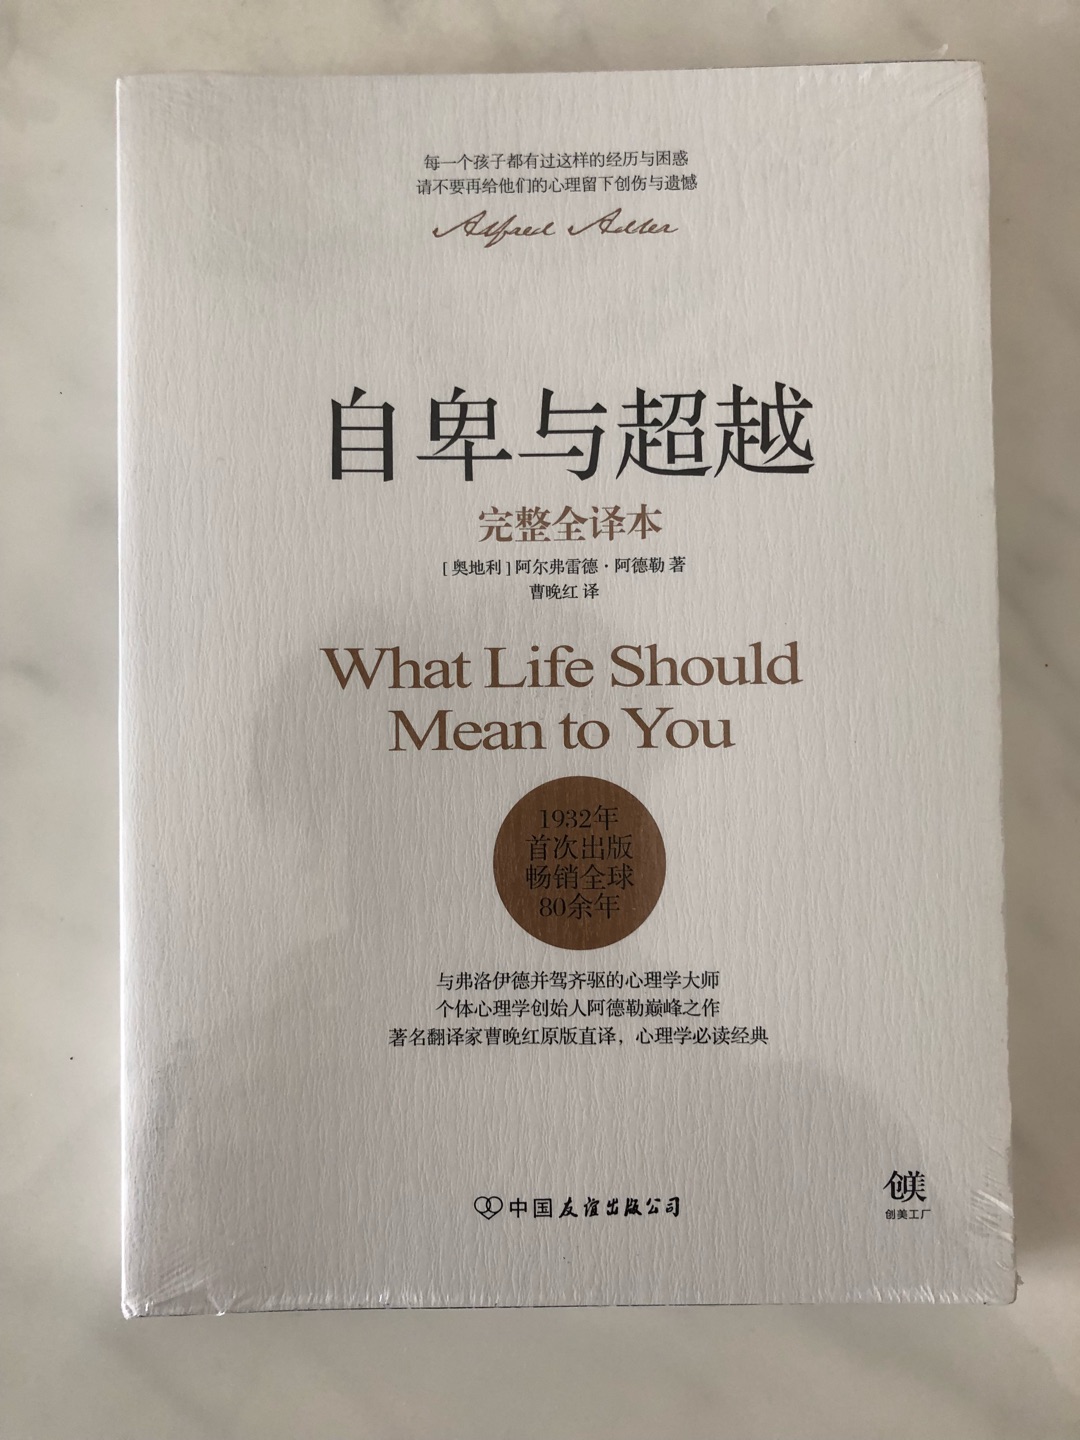 每一个孩子都有过这样的经历与困惑
请不要再给他们的心理留下创伤与遗憾
Alfred Adler
自卑与超越
完整全译本
[奥地利]阿尔弗雷德·阿德勒 著
曹晚红 译
What Life Should
Mean to You
1932年
首次出版
畅销全球
80余年
与弗洛伊德并驾齐驱的心理学大师
个体心理学创始人阿德勒巅峰之作
著名翻译家曹晚红原版直译，心理学必读经典
中国友谊出版公司
创美
创美工厂